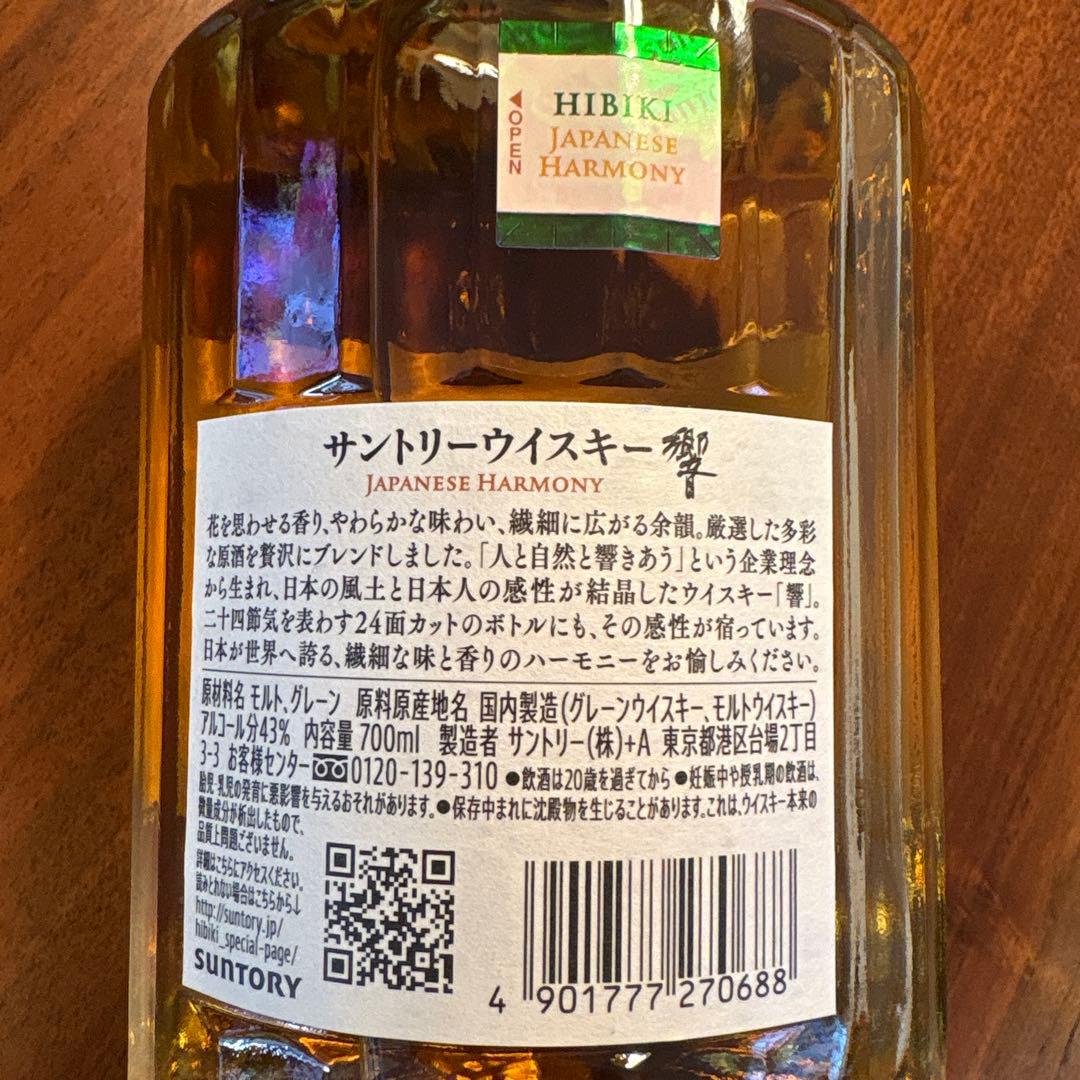 OPEN
HIBIKI
JAPANESE
HARMONY
サントリーウイスキー 響
JAPANESE HARMONY
花を思わせる香り、やわらかな味わい、繊細に広がる余韻。厳選した多彩
な原酒を贅沢にブレンドしました。「人と自然と響きあう」という企業理念
から生まれ、日本の風土と日本人の感性が結晶したウイスキー「響」。
二十四節気を表わす24面カットのボトルにも、その感性が宿っています。
日本が世界へ誇る、繊細な味と香りのハーモニーをお愉しみください。
原材料名 モルト、グレーン 原料原産地名 国内製造(グレーンウイスキー、モルトウイスキー)
アルコール分43% 内容量 700ml 製造者 サントリー(株)+A 東京都港区台場2丁目
3-3 お客様センター 0120-139-310 ●飲酒は20歳を過ぎてから ●妊娠中や授乳期の飲酒は、
胎児・乳児の発育に悪影響を与えるおそれがあります。●保存中まれに沈殿物を生じることがあります。これは、ウイスキー本来の
微量成分が析出したもので、
品質上問題ございません。
詳細はこちらにアクセスください。
読みとれない場合はこちらから↓
http://suntory.jp/
hibiki_special-page/
SUNTORY
4 901777 270688